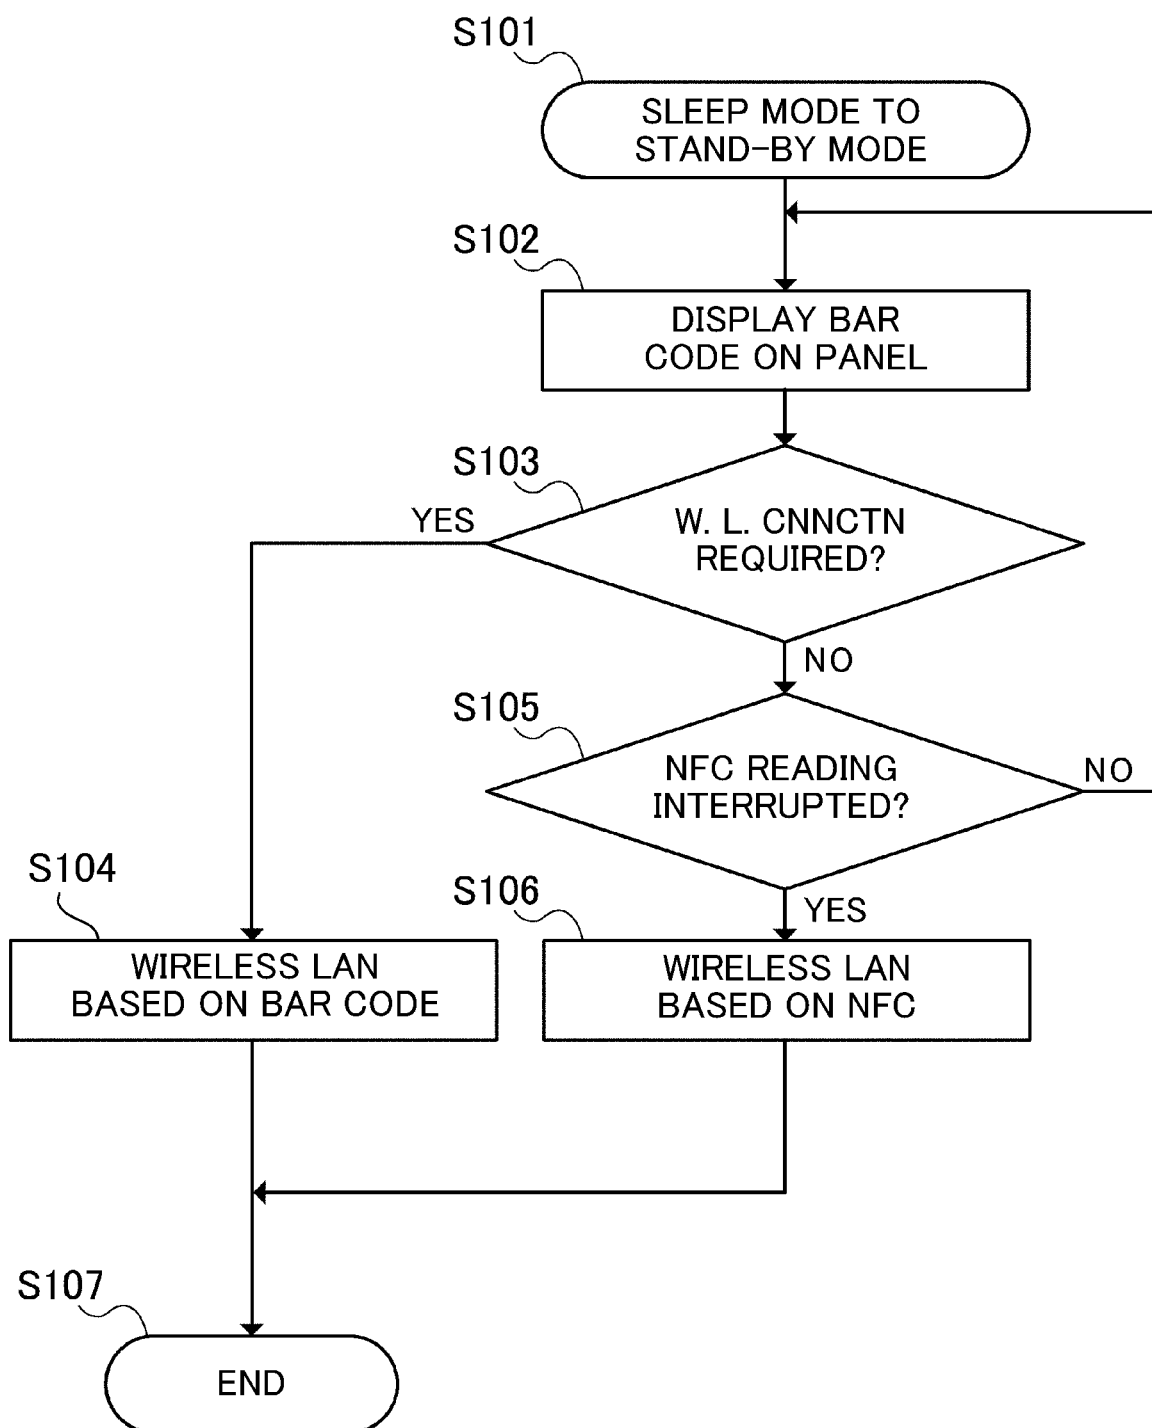 S101
SLEEP MODE TO
STAND-BY MODE
S102
DISPLAY BAR
CODE ON PANEL
S103
YES
W. L. CNNCTN
REQUIRED?
NO
S105
NFC READING
INTERRUPTED?
NO
YES
S104
WIRELESS LAN
BASED ON BAR CODE
S106
WIRELESS LAN
BASED ON NFC
S107
END